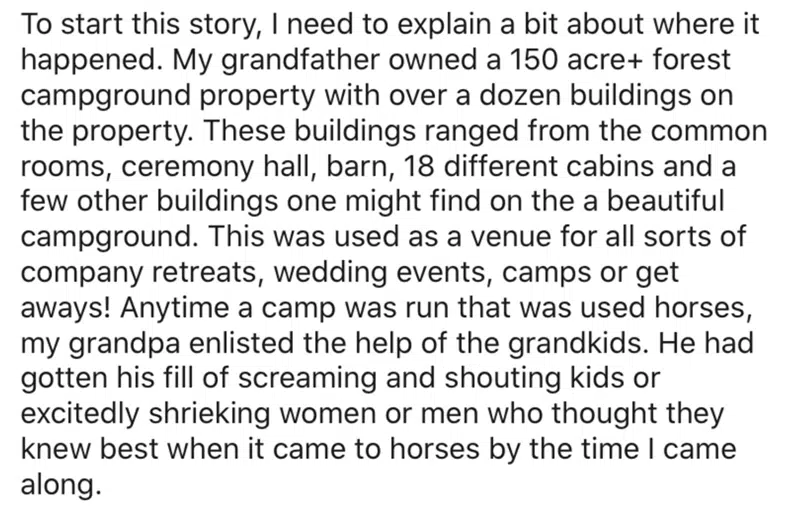 To start this story, I need to explain a bit about where it
happened. My grandfather owned a 150 acre+ forest
campground property with over a dozen buildings on
the property. These buildings ranged from the common
rooms, ceremony hall, barn, 18 different cabins and a
few other buildings one might find on the a beautiful
campground. This was used as a venue for all sorts of
company retreats, wedding events, camps or get
aways! Anytime a camp was run that was used horses,
my grandpa enlisted the help of the grandkids. He had
gotten his fill of screaming and shouting kids or
excitedly shrieking women or men who thought they
knew best when it came to horses by the time I came
along.